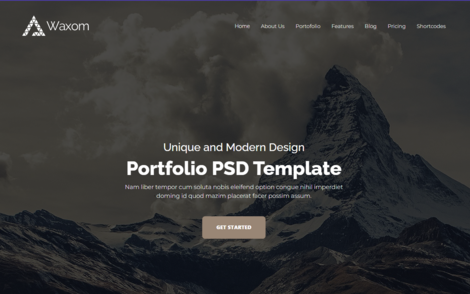 Waxom
Home About Us Portofolio Features Blog Pricing Shortcodes
Unique and Modern Design
Portfolio PSD Template
Nam liber tempor cum soluta nobis eleifend option congue nihil imperdiet
doming id quod mazim placerat facer possim assum.
GET STARTED